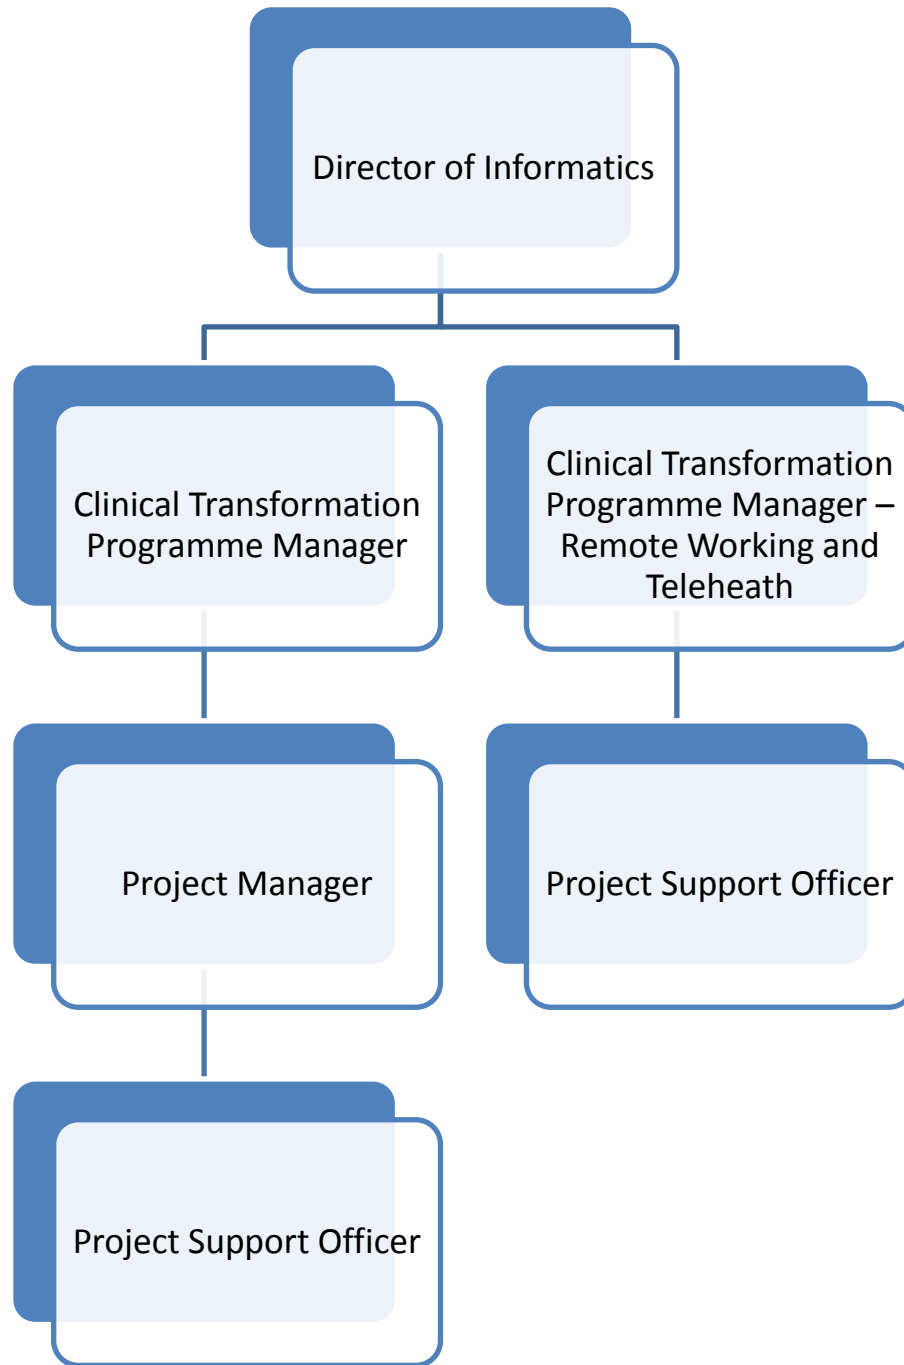 Director of Informatics
Clinical Transformation
Programme Manager
Clinical Transformation
Programme Manager –
Remote Working and
Teleheath
Project Manager
Project Support Officer
Project Support Officer